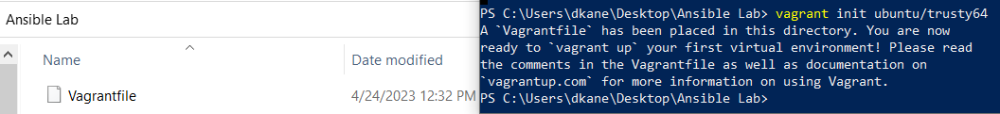 Ansible Lab
Name
Date modified
Vagrantfile
4/24/2023 12:32 PM
PS C:\Users\dkane\Desktop\Ansible Lab> vagrant init ubuntu/trusty64
A `Vagrantfile` has been placed in this directory. You are now
ready to `vagrant up` your first virtual environment! Please read
the comments in the Vagrantfile as well as documentation on
`vagrantup.com` for more information on using Vagrant.
PS C:\Users\dkane\Desktop\Ansible Lab>